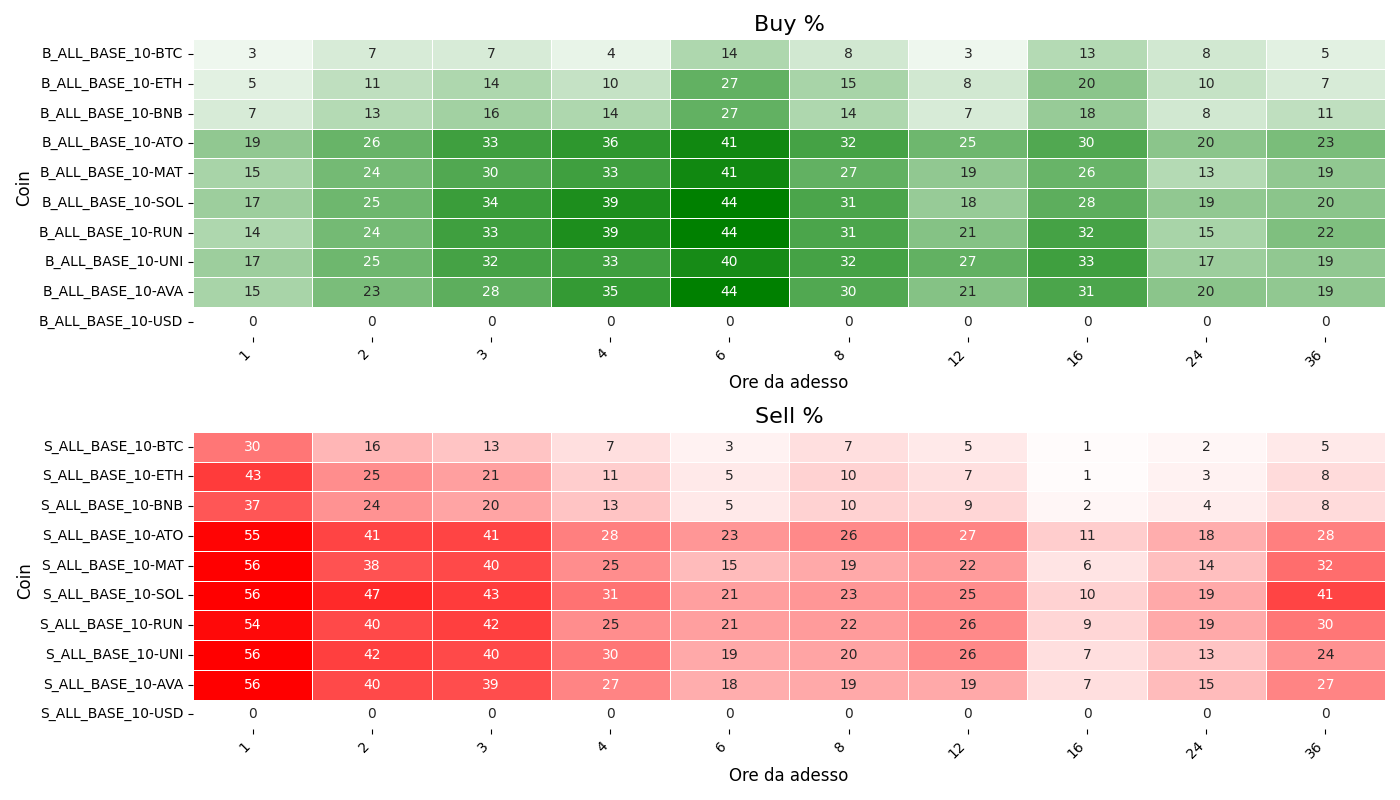 Buy %
Coin
B_ALL_BASE_10-BTC 3 7 7 4 14 8 3 13 8 5
B_ALL_BASE_10-ETH 5 11 14 10 27 15 8 20 10 7
B_ALL_BASE_10-BNB 7 13 16 14 27 14 7 18 8 11
B_ALL_BASE_10-ATO 19 26 33 36 41 32 25 30 20 23
B_ALL_BASE_10-MAT 15 24 30 33 41 27 19 26 13 19
B_ALL_BASE_10-SOL 17 25 34 39 44 31 18 28 19 20
B_ALL_BASE_10-RUN 14 24 33 39 44 31 21 32 15 22
B_ALL_BASE_10-UNI 17 25 32 33 40 32 27 33 17 19
B_ALL_BASE_10-AVA 15 23 28 35 44 30 21 31 20 19
B_ALL_BASE_10-USD 0 0 0 0 0 0 0 0 0 0
1 2 3 4 6 8 12 16 24 36
Ore da adesso
Sell %
Coin
S_ALL_BASE_10-BTC 30 16 13 7 3 7 5 1 2 5
S_ALL_BASE_10-ETH 43 25 21 11 5 10 7 1 3 8
S_ALL_BASE_10-BNB 37 24 20 13 5 10 9 2 4 8
S_ALL_BASE_10-ATO 55 41 41 28 23 26 27 11 18 28
S_ALL_BASE_10-MAT 56 38 40 25 15 19 22 6 14 32
S_ALL_BASE_10-SOL 56 47 43 31 21 23 25 10 19 41
S_ALL_BASE_10-RUN 54 40 42 25 21 22 26 9 19 30
S_ALL_BASE_10-UNI 56 42 40 30 19 20 26 7 13 24
S_ALL_BASE_10-AVA 56 40 39 27 18 19 19 7 15 27
S_ALL_BASE_10-USD 0 0 0 0 0 0 0 0 0 0
1 2 3 4 6 8 12 16 24 36
Ore da adesso